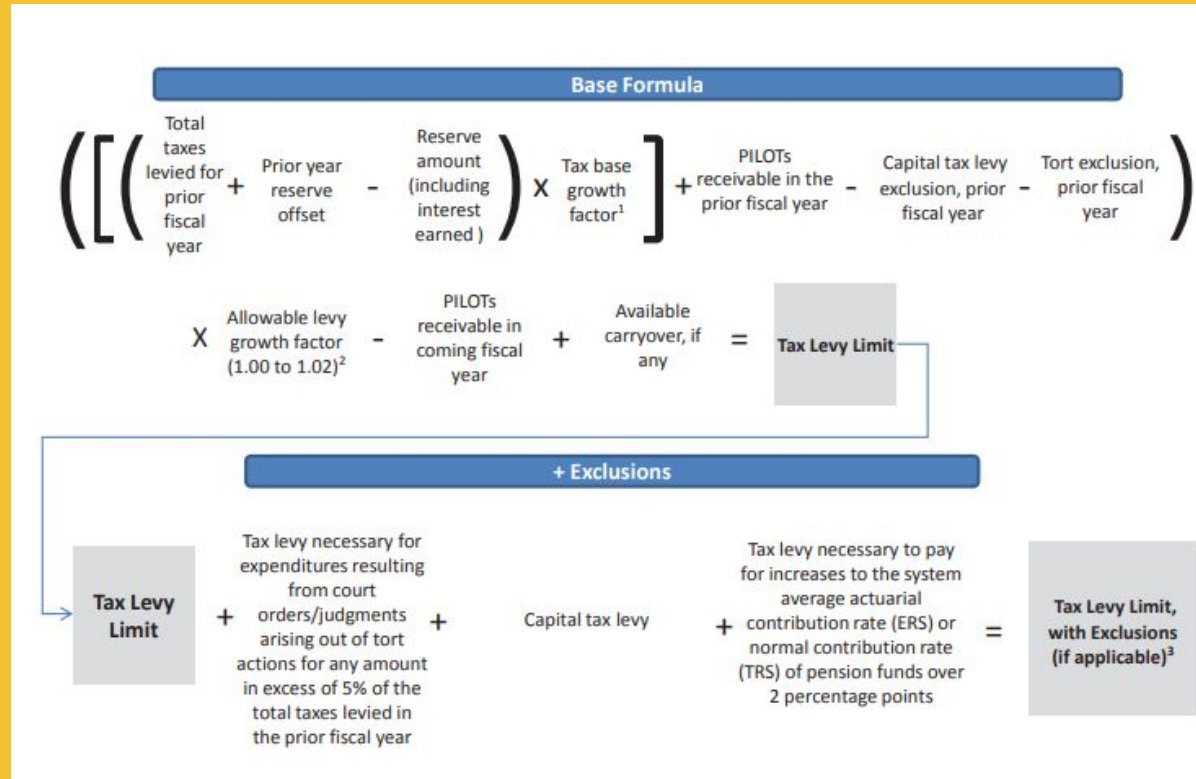 Base Formula
Total
taxes
levied for
prior
fiscal
year
+
Prior year
reserve
offset
-
Reserve
amount
(including
interest
earned )
X
Tax base
growth
factor¹
+
PILOTs
receivable in the
prior fiscal year
-
Capital tax levy
exclusion, prior
fiscal year
-
Tort exclusion,
prior fiscal
year
X
Allowable levy
growth factor
(1.00 to 1.02)²
-
PILOTs
receivable in
coming fiscal
year
+
Available
carryover, if
any
=
Tax Levy Limit
+ Exclusions
Tax Levy
Limit
+
Tax levy necessary for
expenditures resulting
from court
orders/judgments
arising out of tort
actions for any amount
in excess of 5% of the
total taxes levied in
the prior fiscal year
+
Capital tax levy
+
Tax levy necessary to pay
for increases to the system
average actuarial
contribution rate (ERS) or
normal contribution rate
(TRS) of pension funds over
2 percentage points
=
Tax Levy Limit,
with Exclusions
(if applicable)³